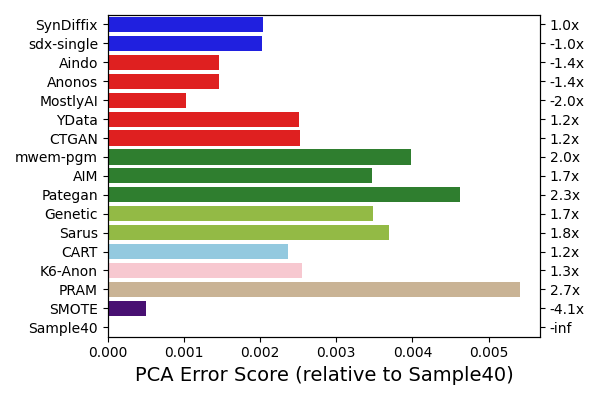 SynDiffix 1.0x
sdx-single -1.0x
Aindo -1.4x
Anonos -1.4x
MostlyAI -2.0x
YData 1.2x
CTGAN 1.2x
mwem-pgm 2.0x
AIM 1.7x
Pategan 2.3x
Genetic 1.7x
Sarus 1.8x
CART 1.2x
K6-Anon 1.3x
PRAM 2.7x
SMOTE -4.1x
Sample40 -inf
0.000 0.001 0.002 0.003 0.004 0.005
PCA Error Score (relative to Sample40)